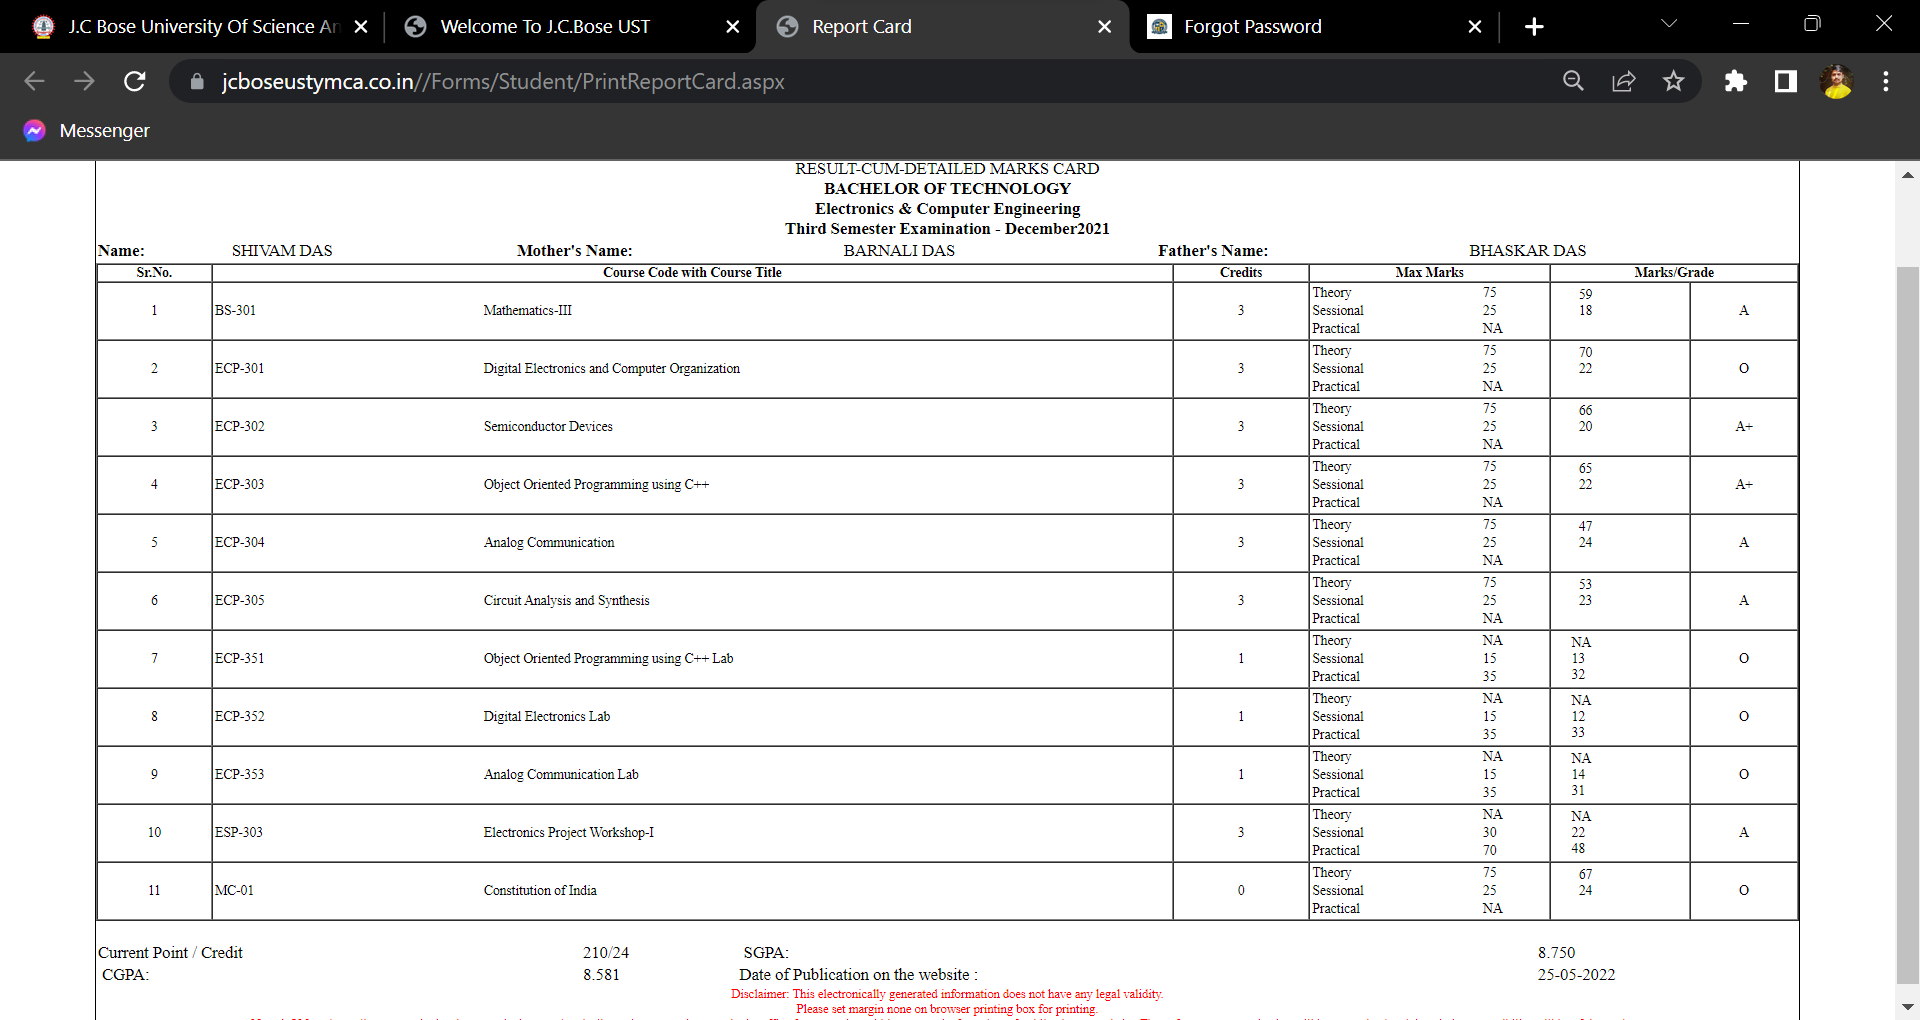 J.C Bose University Of Science An
Welcome To J.C.Bose UST
Report Card
Forgot Password
jcboseustymca.co.in//Forms/Student/PrintReportCard.aspx
Messenger
RESULT-CUM-DETAILED MARKS CARD
BACHELOR OF TECHNOLOGY
Electronics & Computer Engineering
Third Semester Examination - December2021
Name: SHIVAM DAS Mother's Name: BARNALI DAS Father's Name: BHASKAR DAS
Sr.No. Course Code with Course Title Credits Max Marks Marks/Grade
Theory 75 59
1 BS-301 Mathematics-III 3 Sessional 25 18 A
Practical NA
Theory 75 70
2 ECP-301 Digital Electronics and Computer Organization 3 Sessional 25 22 O
Practical NA
Theory 75 66
3 ECP-302 Semiconductor Devices 3 Sessional 25 20 A+
Practical NA
Theory 75 65
4 ECP-303 Object Oriented Programming using C++ 3 Sessional 25 22 A+
Practical NA
Theory 75 47
5 ECP-304 Analog Communication 3 Sessional 25 24 A
Practical NA
Theory 75 53
6 ECP-305 Circuit Analysis and Synthesis 3 Sessional 25 23 A
Practical NA
Theory NA NA
7 ECP-351 Object Oriented Programming using C++ Lab 1 Sessional 15 13 O
Practical 35 32
Theory NA NA
8 ECP-352 Digital Electronics Lab 1 Sessional 15 12 O
Practical 35 33
Theory NA NA
9 ECP-353 Analog Communication Lab 1 Sessional 15 14 O
Practical 35 31
Theory NA NA
10 ESP-303 Electronics Project Workshop-I 3 Sessional 30 22 A
Practical 70 48
Theory 75 67
11 MC-01 Constitution of India 0 Sessional 25 24 O
Practical NA
Current Point / Credit 210/24 SGPA: 8.750
CGPA: 8.581 Date of Publication on the website : 25-05-2022
Disclaimer: This electronically generated information does not have any legal validity.
Please set margin none on browser printing box for printing.